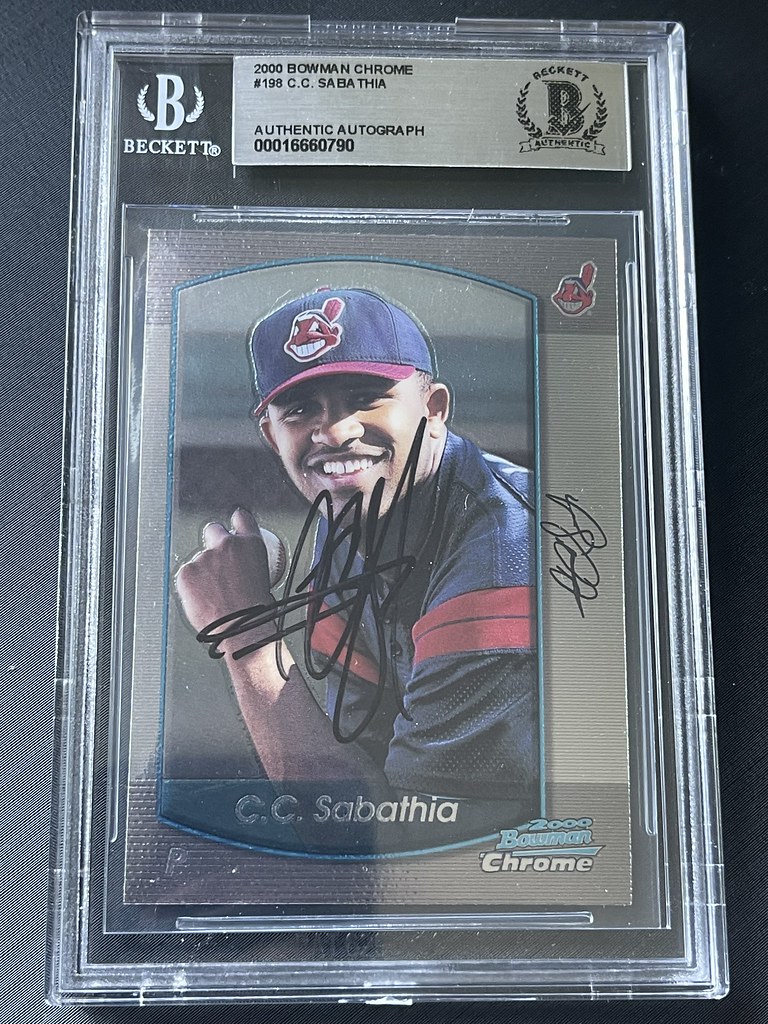 2000 BOWMAN CHROME
#198 C.C. SABATHIA
AUTHENTIC AUTOGRAPH
00016660790
B
BECKETT®
BECKETT
B
AUTHENTIC
C.C. Sabathia
P
2000
Bowman
Chrome